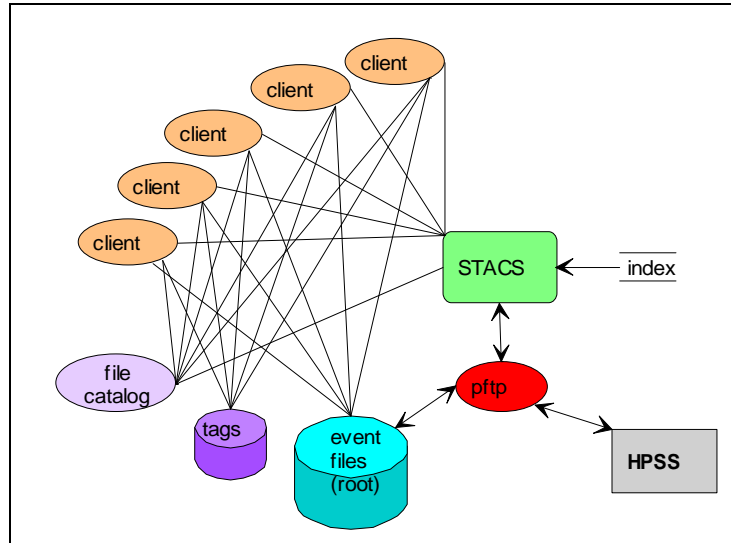 client
client
client
client
client
STACS
index
file
catalog
pftp
tags
event
files
(root)
HPSS